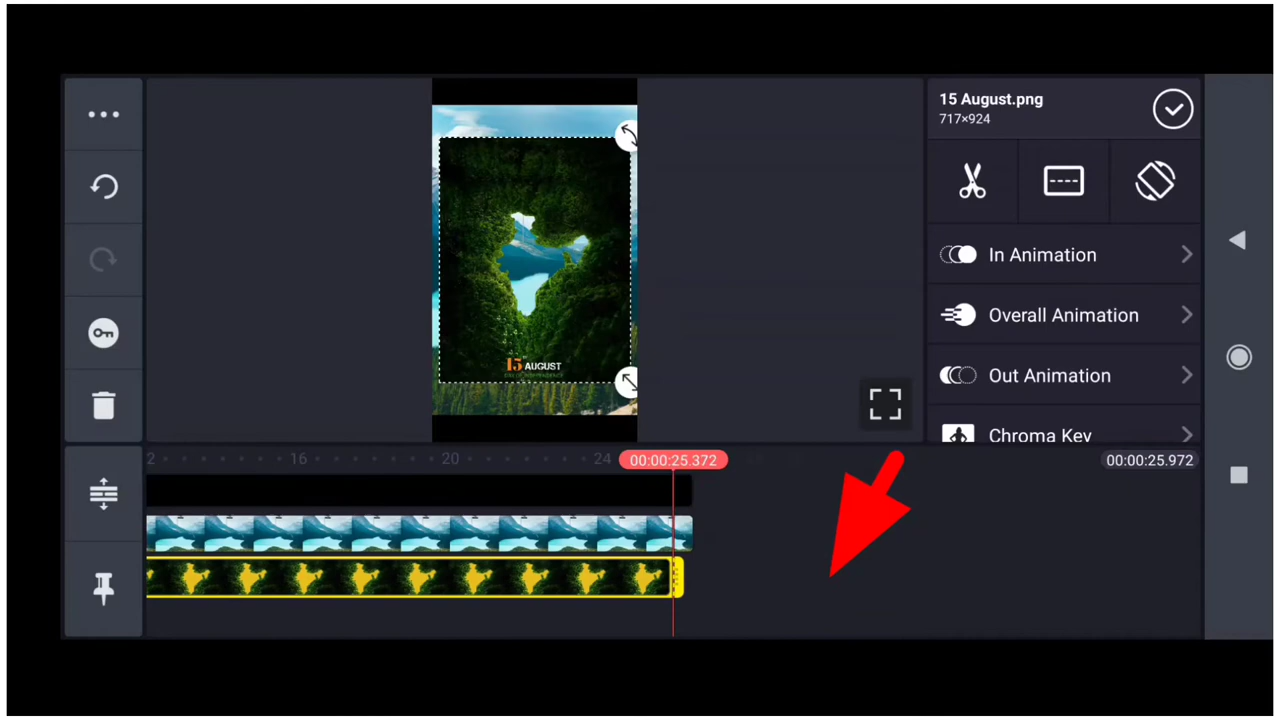 15 August.png
717×924
In Animation
Overall Animation
Out Animation
Chroma Key
15 AUGUST
2
16
20
24
00:00:25.372
00:00:25.972